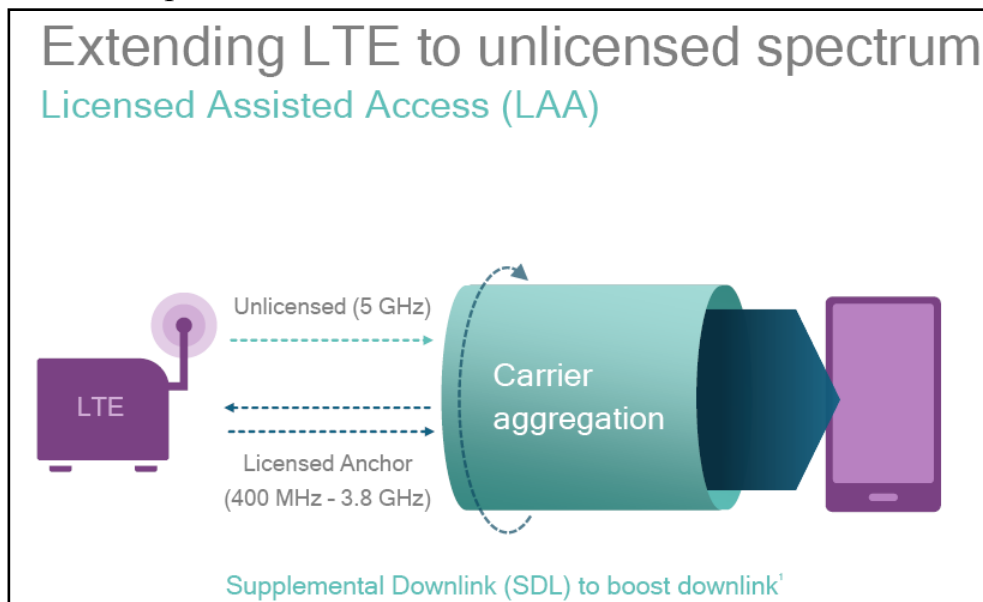 Extending LTE to unlicensed spectrum
Licensed Assisted Access (LAA)
Unlicensed (5 GHz)
LTE
Carrier
aggregation
Licensed Anchor
(400 MHz - 3.8 GHz)
Supplemental Downlink (SDL) to boost downlink¹